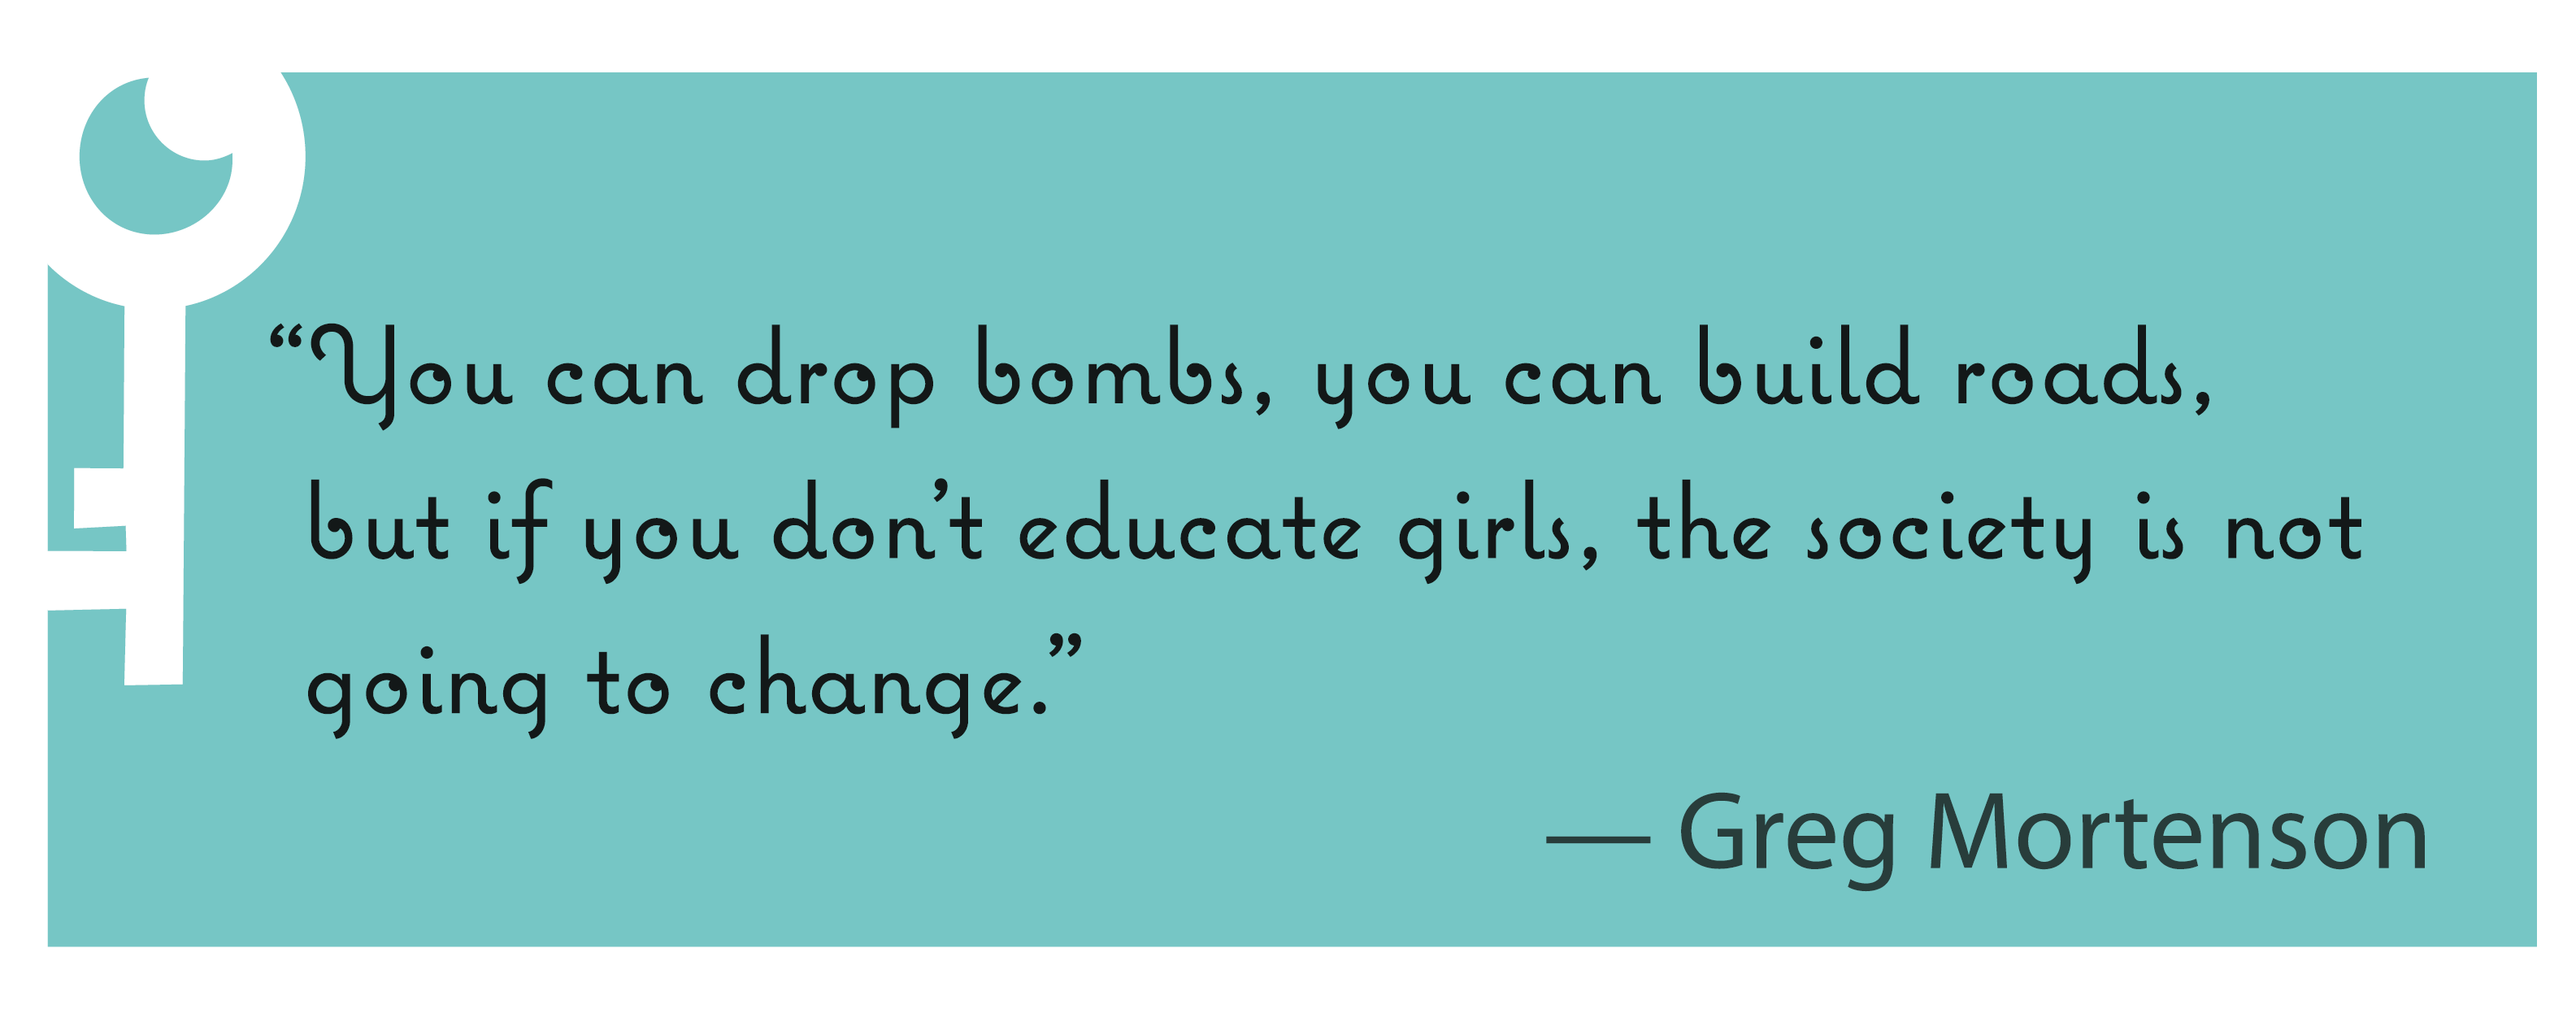 “You can drop bombs, you can build roads,
but if you don’t educate girls, the society is not
going to change.”
— Greg Mortenson